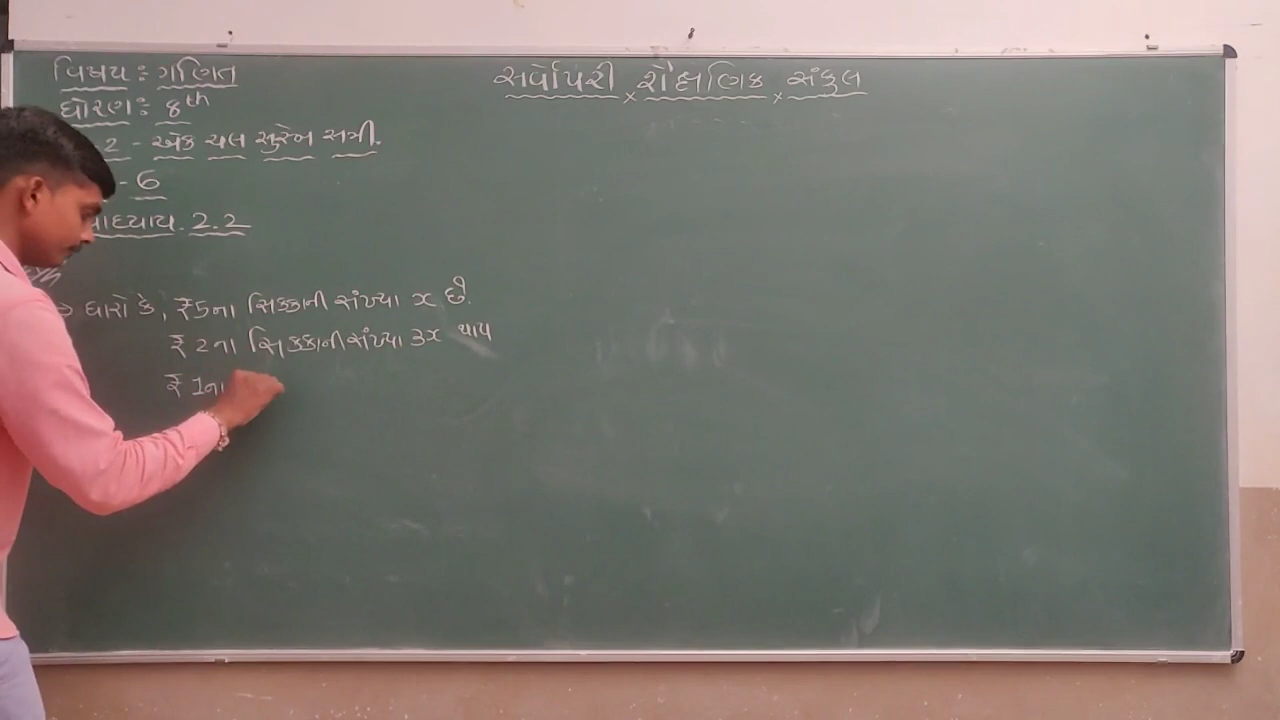 વિષય : ગણિત
સર્વોપરી × શૈક્ષણિક × સંકુલ
ધોરણ : 8th
2 - એક ચલ સુરેખ સમી.
- 6
ાધ્યાય. 2.2
→ ધારો કે, ₹5ના સિક્કાની સંખ્યા x છે.
₹ 2ના સિક્કાની સંખ્યા 3x થાય
₹ 1ના